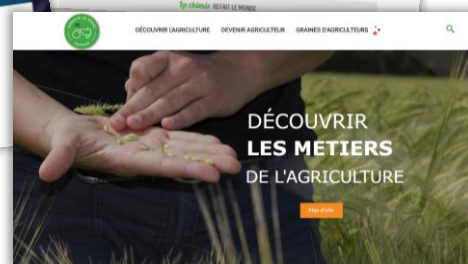 La chimie REFAIT LE MONDE
DÉCOUVRIR L'AGRICULTURE DEVENIR AGRICULTEUR GRAINES D'AGRICULTEURS
DÉCOUVRIR
LES METIERS
DE L'AGRICULTURE
Plus d'info